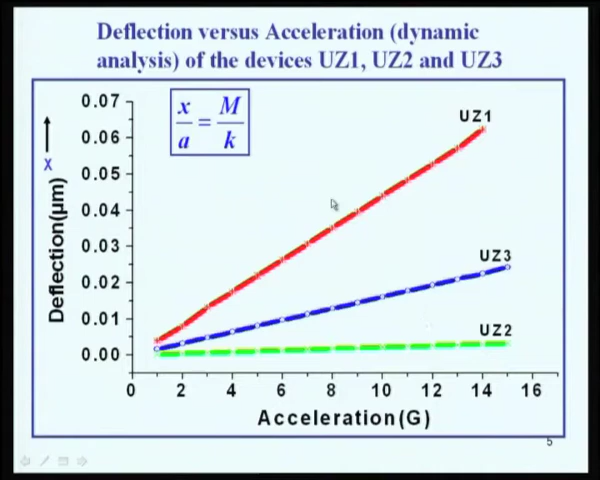 Deflection versus Acceleration (dynamic
analysis) of the devices UZ1, UZ2 and UZ3
x/a = M/k
x
Deflection(μm)
0.07
0.06
0.05
0.04
0.03
0.02
0.01
0.00
UZ1
UZ3
UZ2
0 2 4 6 8 10 12 14 16
Acceleration(G)
5